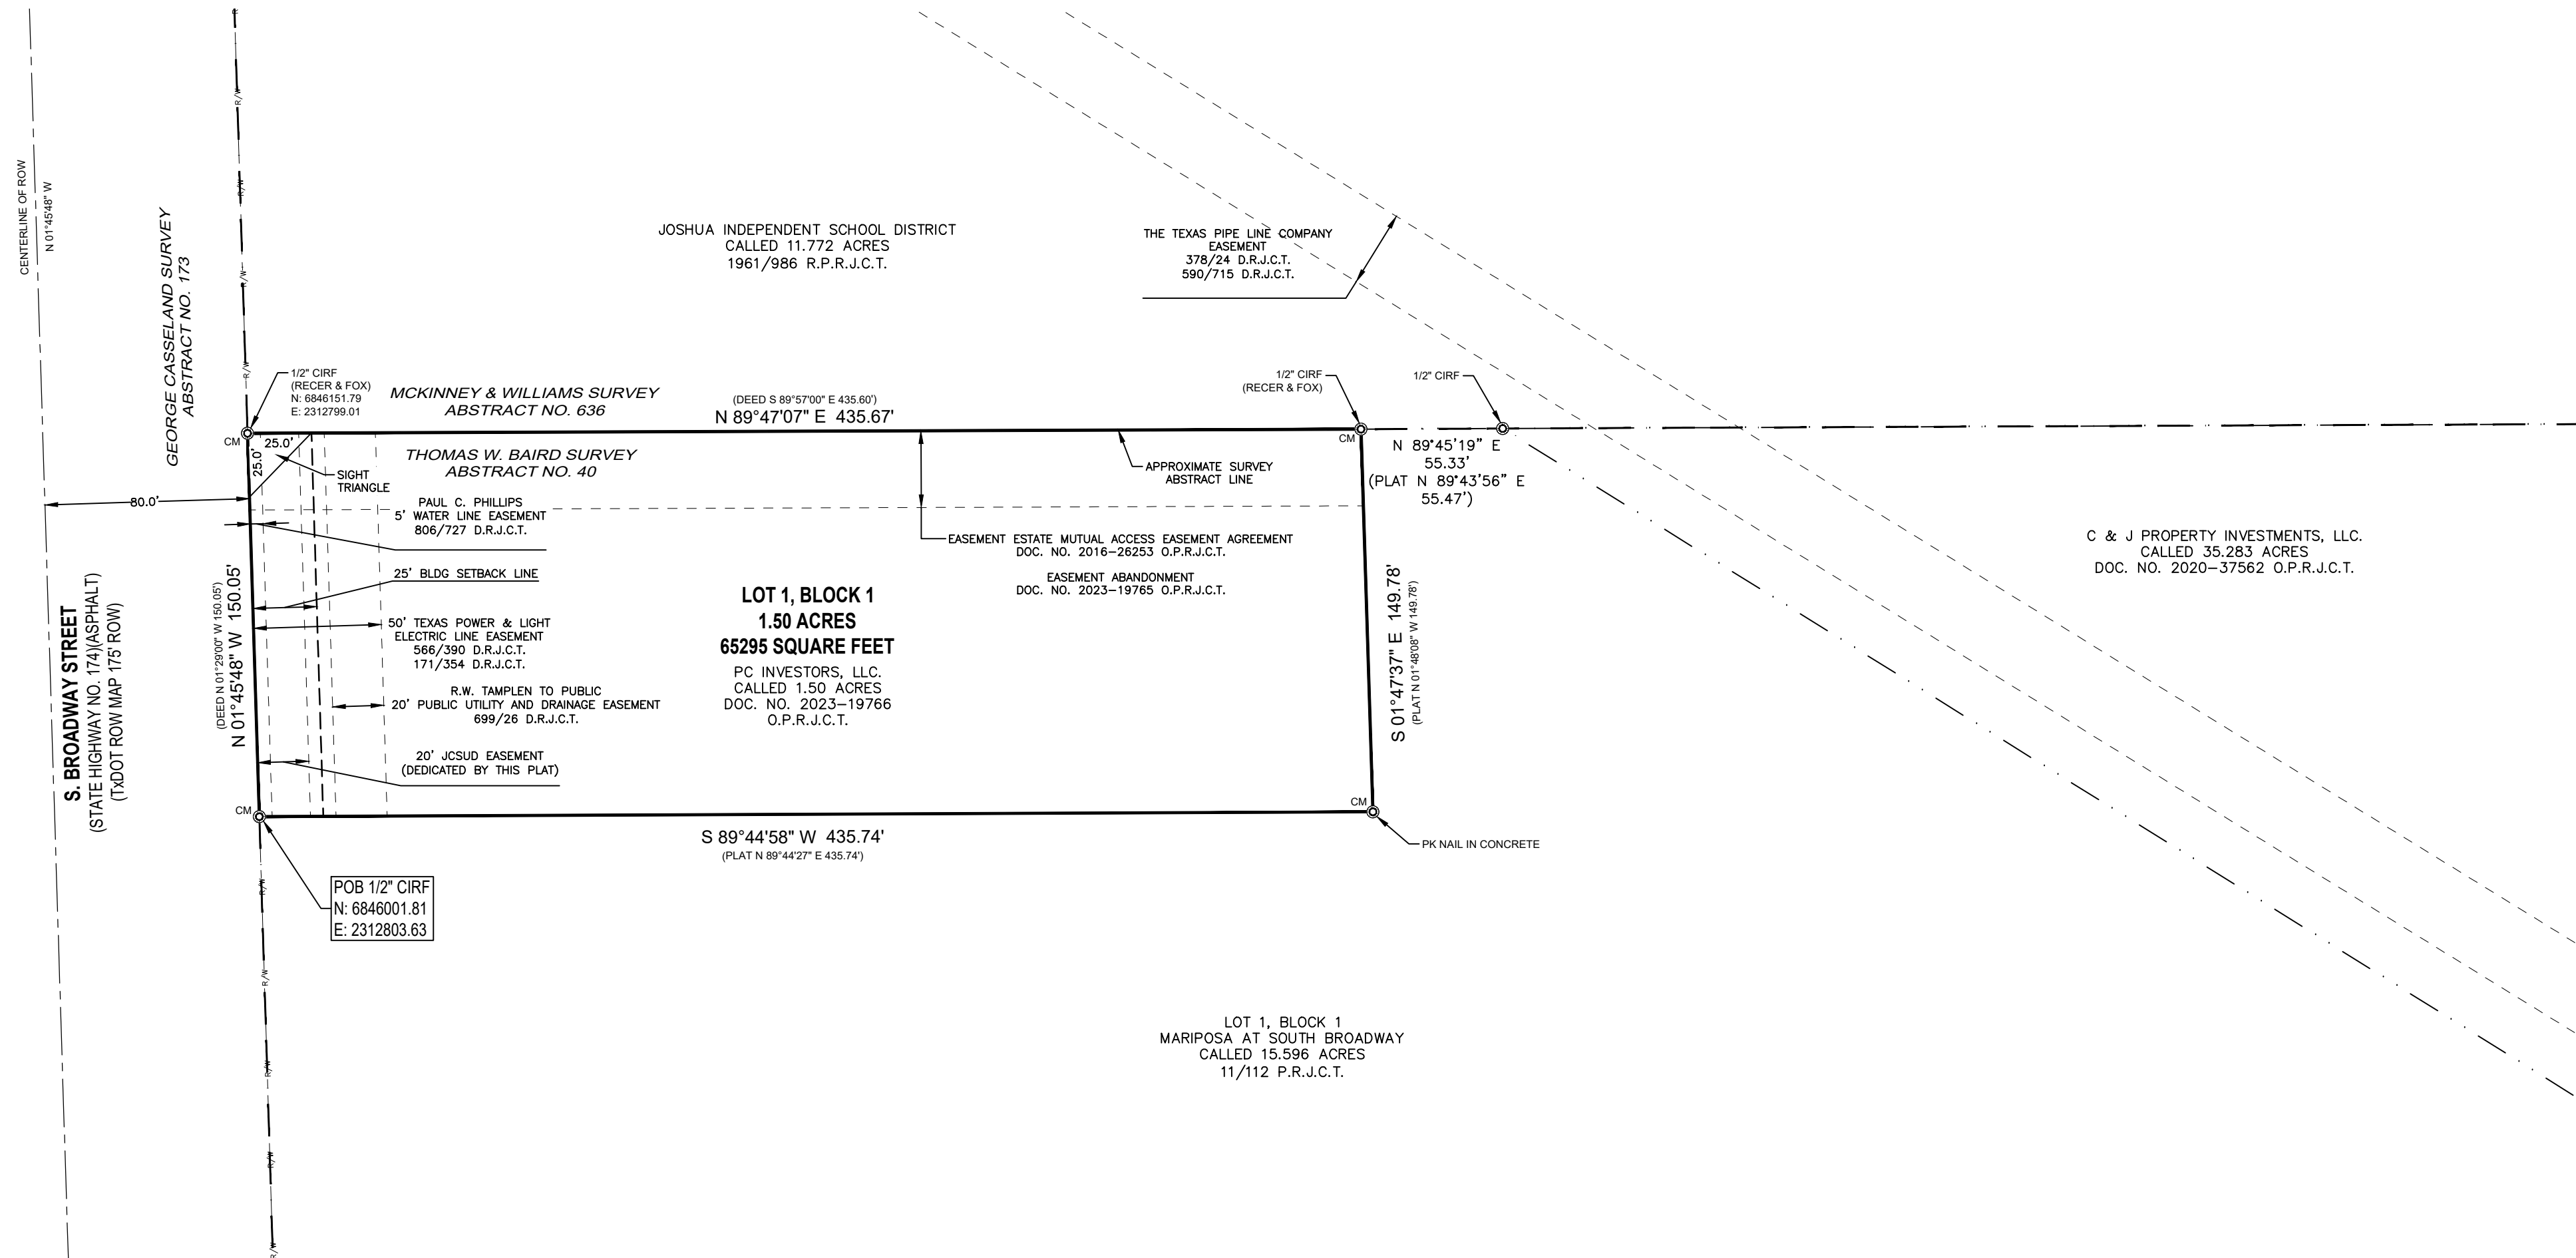 CENTERLINE OF ROW
N 01°45'48" W
GEORGE CASSELAND SURVEY
ABSTRACT NO. 173
R/W
R/W
R/W
R/W
R/W
R/W
JOSHUA INDEPENDENT SCHOOL DISTRICT
CALLED 11.772 ACRES
1961/986 R.P.R.J.C.T.
THE TEXAS PIPE LINE COMPANY
EASEMENT
378/24 D.R.J.C.T.
590/715 D.R.J.C.T.
1/2" CIRF
(RECER & FOX)
N: 6846151.79
E: 2312799.01
MCKINNEY & WILLIAMS SURVEY
ABSTRACT NO. 636
(DEED S 89°57'00" E 435.60')
N 89°47'07" E 435.67'
1/2" CIRF
(RECER & FOX)
1/2" CIRF
CM
25.0'
25.0'
SIGHT
TRIANGLE
THOMAS W. BAIRD SURVEY
ABSTRACT NO. 40
APPROXIMATE SURVEY
ABSTRACT LINE
CM
N 89°45'19" E
55.33'
(PLAT N 89°43'56" E
55.47')
80.0'
PAUL C. PHILLIPS
5' WATER LINE EASEMENT
806/727 D.R.J.C.T.
EASEMENT ESTATE MUTUAL ACCESS EASEMENT AGREEMENT
DOC. NO. 2016-26253 O.P.R.J.C.T.
EASEMENT ABANDONMENT
DOC. NO. 2023-19765 O.P.R.J.C.T.
C & J PROPERTY INVESTMENTS, LLC.
CALLED 35.283 ACRES
DOC. NO. 2020-37562 O.P.R.J.C.T.
25' BLDG SETBACK LINE
LOT 1, BLOCK 1
1.50 ACRES
65295 SQUARE FEET
PC INVESTORS, LLC.
CALLED 1.50 ACRES
DOC. NO. 2023-19766
O.P.R.J.C.T.
50' TEXAS POWER & LIGHT
ELECTRIC LINE EASEMENT
566/390 D.R.J.C.T.
171/354 D.R.J.C.T.
R.W. TAMPLEN TO PUBLIC
20' PUBLIC UTILITY AND DRAINAGE EASEMENT
699/26 D.R.J.C.T.
20' JCSUD EASEMENT
(DEDICATED BY THIS PLAT)
(DEED N 01°29'00" W 150.05')
N 01°45'48" W 150.05'
S 01°47'37" E 149.78'
(PLAT N 01°48'08" W 149.78')
S. BROADWAY STREET
(STATE HIGHWAY NO. 174)(ASPHALT)
(TxDOT ROW MAP 175' ROW)
CM
CM
S 89°44'58" W 435.74'
(PLAT N 89°44'27" E 435.74')
PK NAIL IN CONCRETE
POB 1/2" CIRF
N: 6846001.81
E: 2312803.63
R/W
R/W
R/W
R/W
R/W
LOT 1, BLOCK 1
MARIPOSA AT SOUTH BROADWAY
CALLED 15.596 ACRES
11/112 P.R.J.C.T.